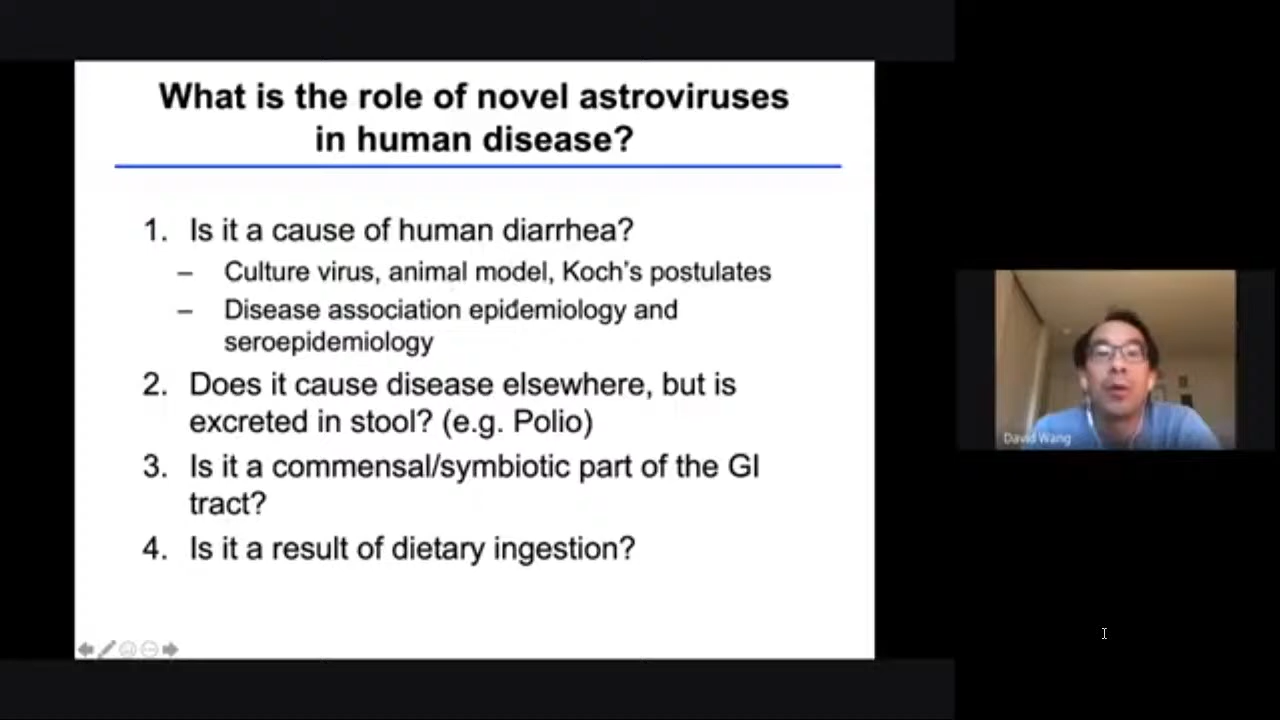 What is the role of novel astroviruses
in human disease?
1. Is it a cause of human diarrhea?
– Culture virus, animal model, Koch's postulates
– Disease association epidemiology and
seroepidemiology
2. Does it cause disease elsewhere, but is
excreted in stool? (e.g. Polio)
3. Is it a commensal/symbiotic part of the GI
tract?
4. Is it a result of dietary ingestion?
David Wang